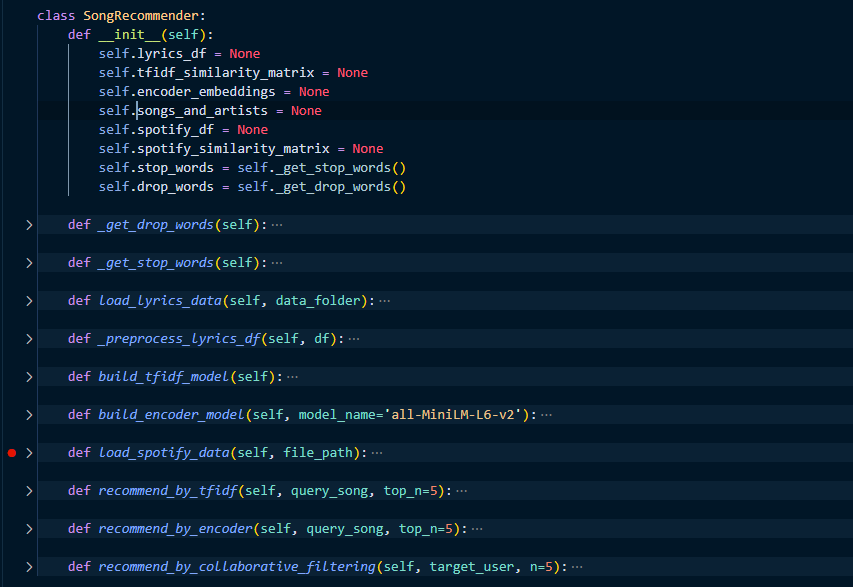 class SongRecommender:
    def __init__(self):
        self.lyrics_df = None
        self.tfidf_similarity_matrix = None
        self.encoder_embeddings = None
        self.songs_and_artists = None
        self.spotify_df = None
        self.spotify_similarity_matrix = None
        self.stop_words = self._get_stop_words()
        self.drop_words = self._get_drop_words()
    def _get_drop_words(self):···
    def _get_stop_words(self):···
    def load_lyrics_data(self, data_folder):···
    def _preprocess_lyrics_df(self, df):···
    def build_tfidf_model(self):···
    def build_encoder_model(self, model_name='all-MiniLM-L6-v2'):···
    def load_spotify_data(self, file_path):···
    def recommend_by_tfidf(self, query_song, top_n=5):···
    def recommend_by_encoder(self, query_song, top_n=5):···
    def recommend_by_collaborative_filtering(self, target_user, n=5):···